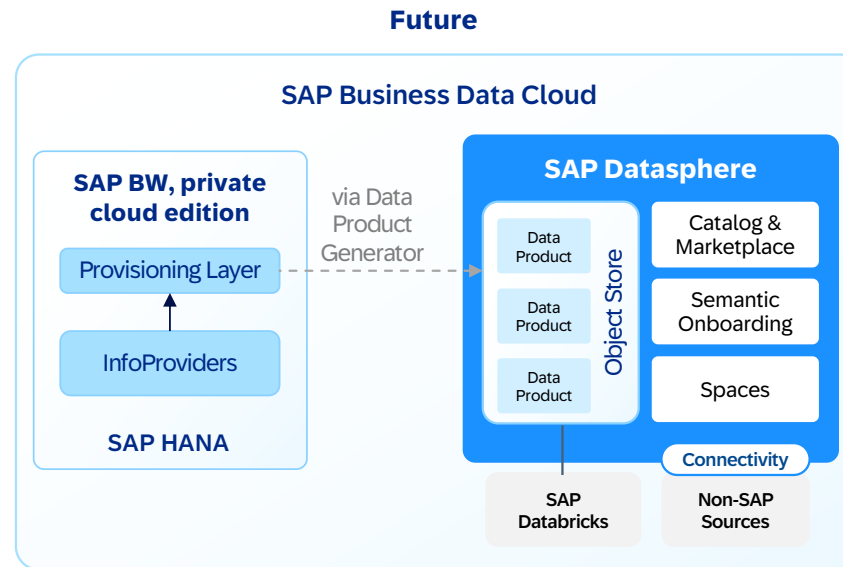 Future
SAP Business Data Cloud
SAP BW, private
cloud edition
Provisioning Layer
InfoProviders
SAP HANA
via Data
Product
Generator
SAP Datasphere
Data
Product
Data
Product
Data
Product
Object Store
Catalog &
Marketplace
Semantic
Onboarding
Spaces
Connectivity
SAP
Databricks
Non-SAP
Sources